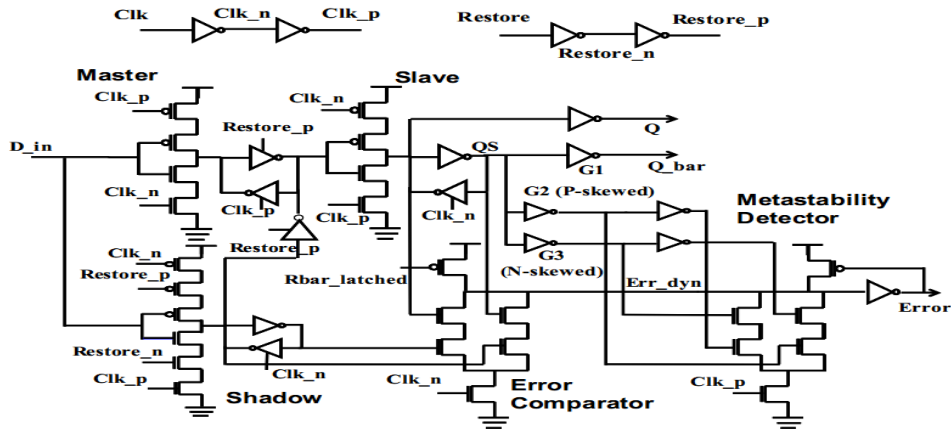 Clk
Clk_n
Clk_p
Restore
Restore_n
Restore_p
Master
Clk_p
D_in
Clk_n
Restore_p
Clk_p
Restore_p
Slave
Clk_n
Clk_p
QS
Clk_n
Q
Q_bar
G1
G2 (P-skewed)
G3
(N-skewed)
Metastability
Detector
Clk_n
Restore_p
Restore_n
Clk_p
Shadow
Clk_n
Rbar_latched
Err_dyn
Error
Clk_n
Error
Comparator
Clk_p